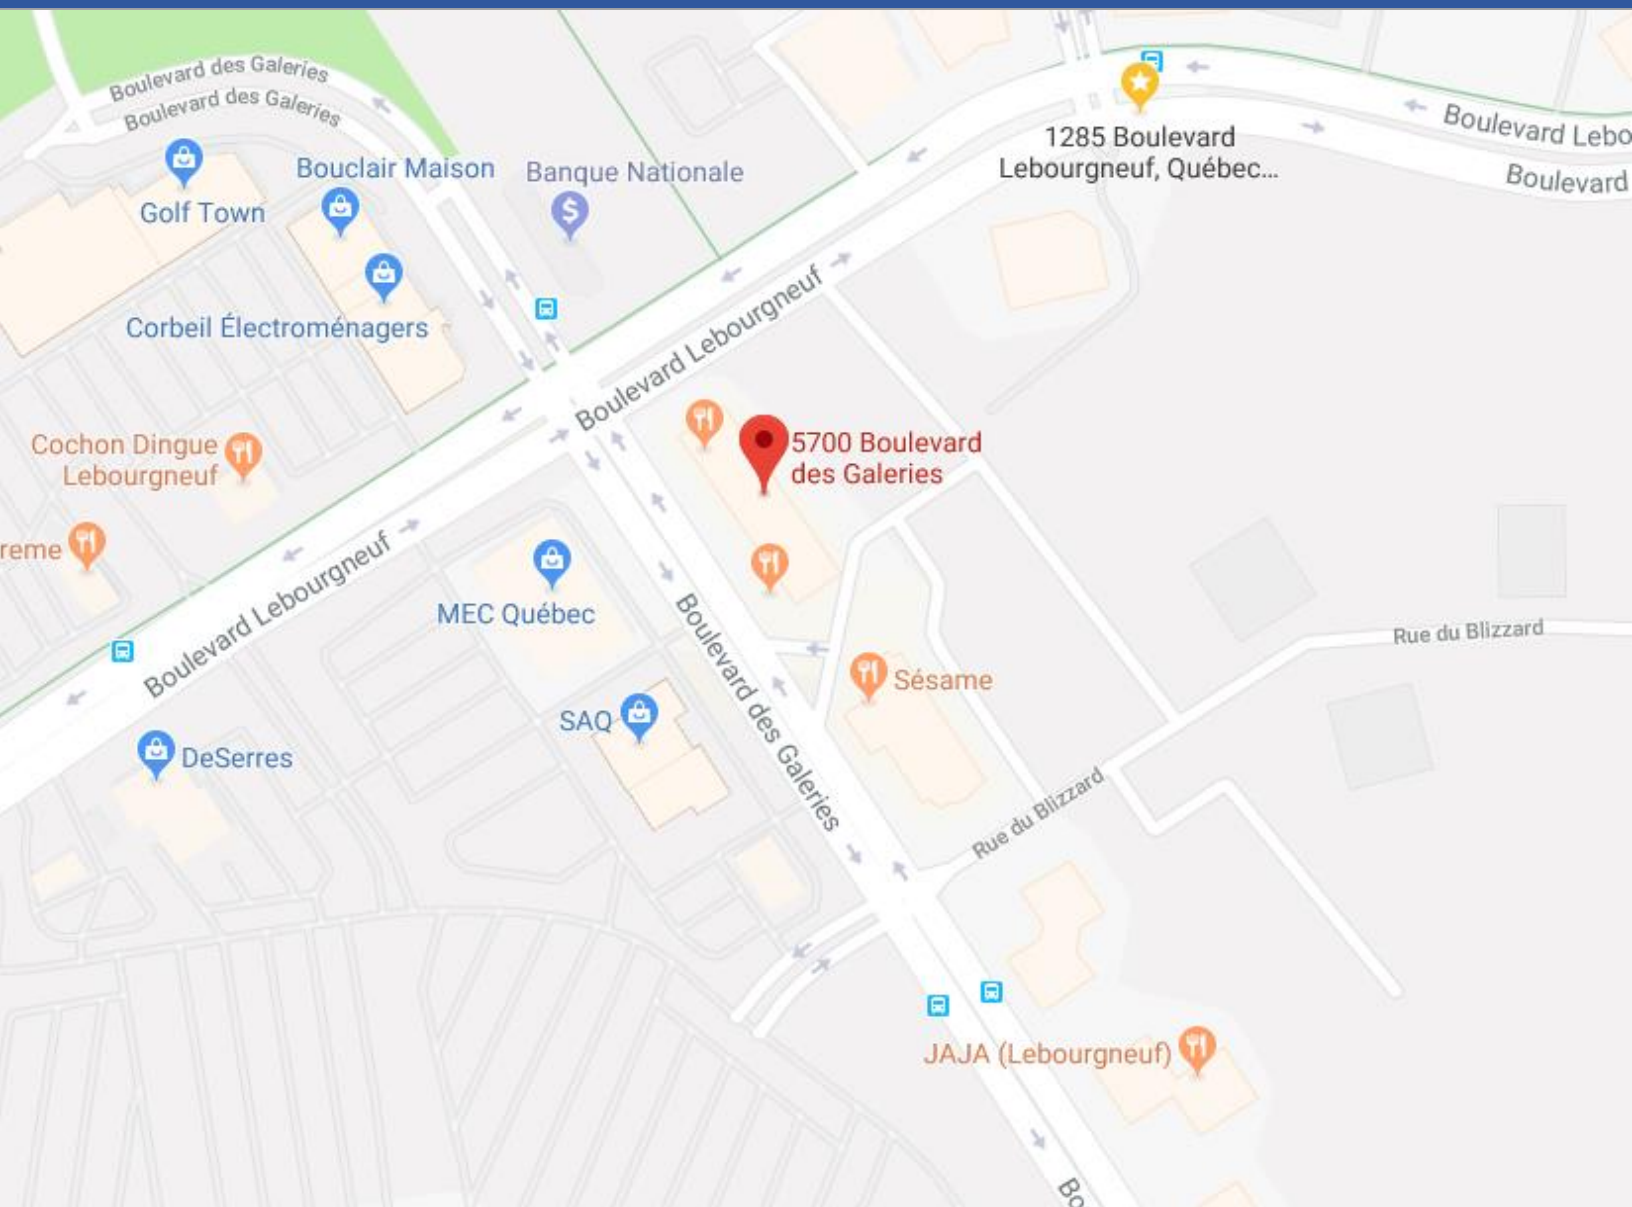 Boulevard des Galeries
Boulevard des Galeries
Boulevard Lebo
1285 Boulevard
Lebourgneuf, Québec...
Boulevard
Bouclair Maison
Banque Nationale
Golf Town
Corbeil Électroménagers
Boulevard Lebourgneuf
Cochon Dingue
Lebourgneuf
5700 Boulevard
des Galeries
reme
Boulevard Lebourgneuf
MEC Québec
Rue du Blizzard
Sésame
Boulevard des Galeries
SAQ
DeSerres
Rue du Blizzard
JAJA (Lebourgneuf)
Bo